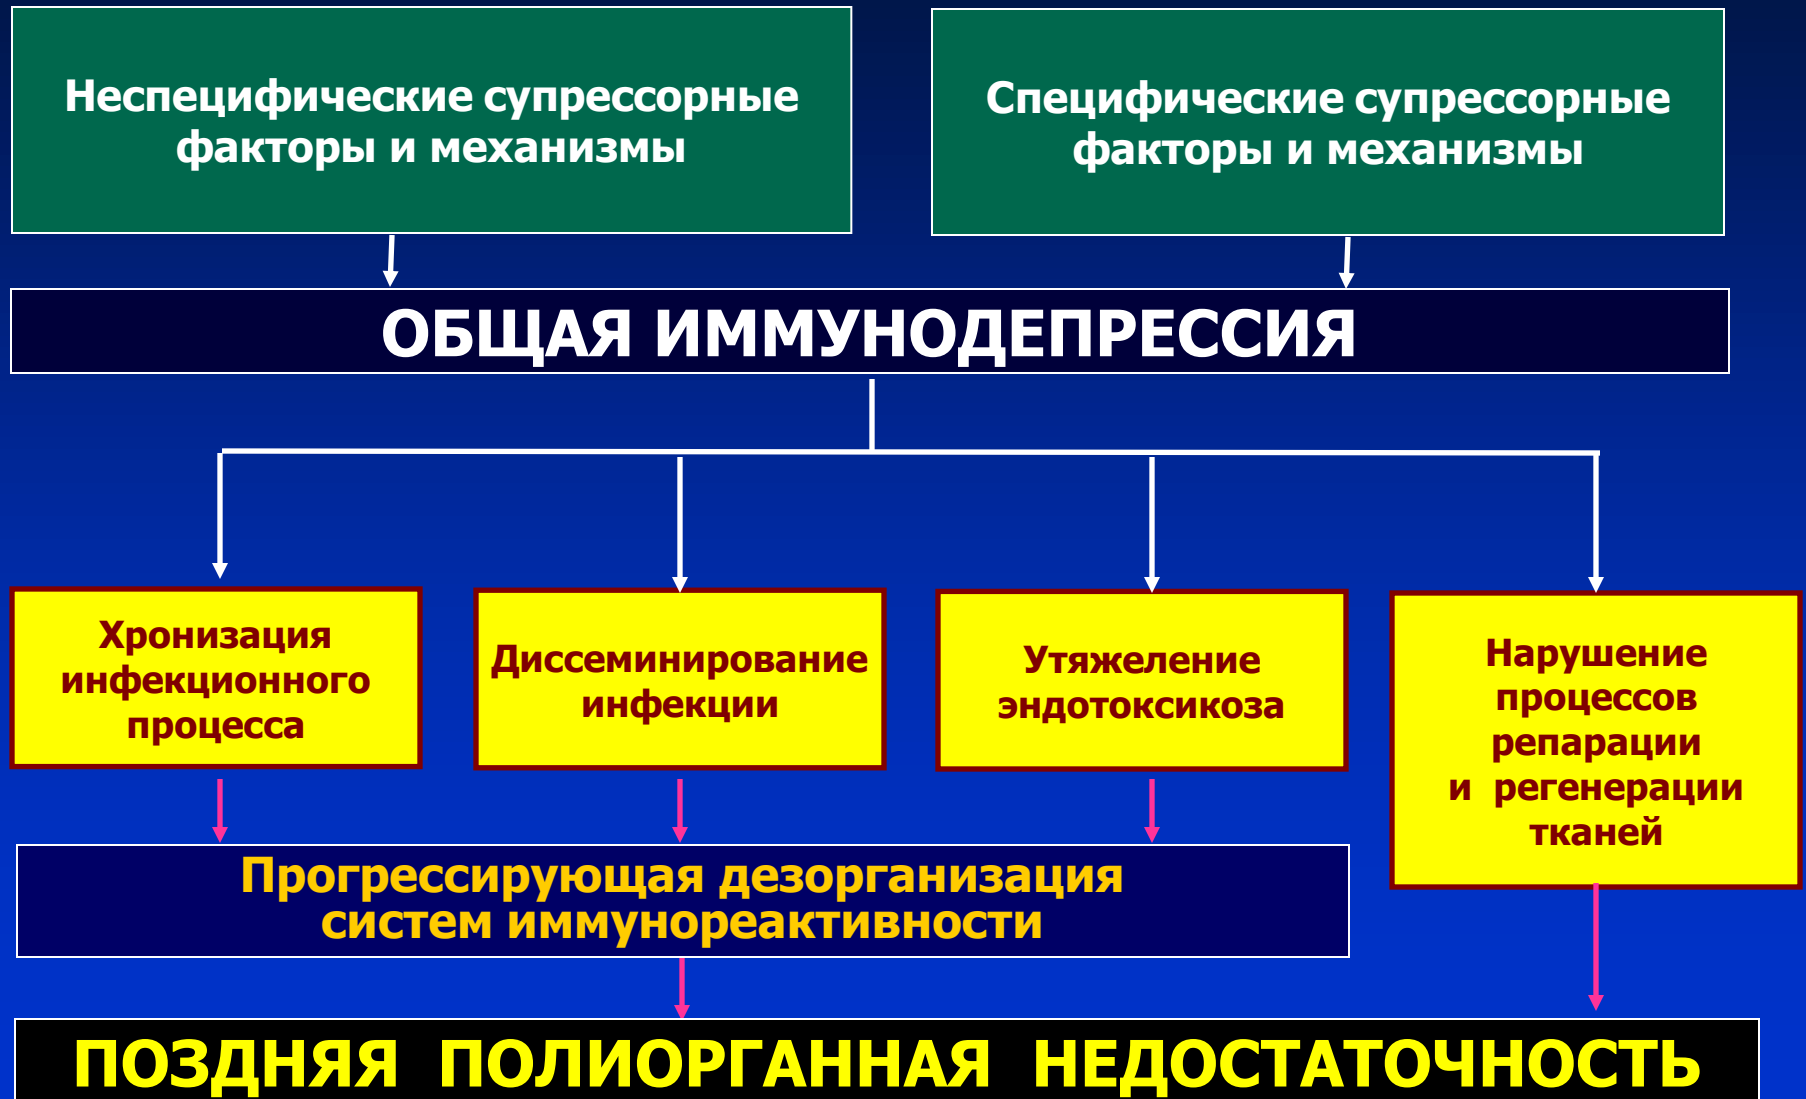 Неспецифические супрессорные
факторы и механизмы
Специфические супрессорные
факторы и механизмы
ОБЩАЯ ИММУНОДЕПРЕССИЯ
Хронизация
инфекционного
процесса
Диссеминирование
инфекции
Утяжеление
эндотоксикоза
Нарушение
процессов
репарации
и регенерации
тканей
Прогрессирующая дезорганизация
систем иммунореактивности
ПОЗДНЯЯ ПОЛИОРГАННАЯ НЕДОСТАТОЧНОСТЬ